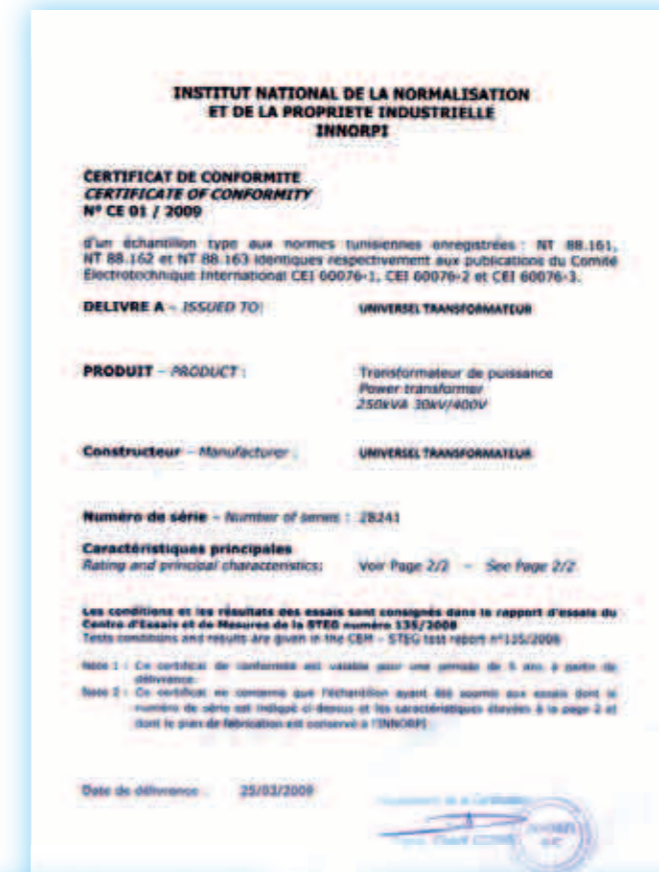 INSTITUT NATIONAL DE LA NORMALISATION
ET DE LA PROPRIETE INDUSTRIELLE
INNORPI
CERTIFICAT DE CONFORMITE
CERTIFICATE OF CONFORMITY
N° CE 01 / 2009
d'un échantillon type aux normes tunisiennes enregistrées : NT 88.161,
NT 88.162 et NT 88.163 identiques respectivement aux publications du Comité
Electrotechnique International CEI 60076-1, CEI 60076-2 et CEI 60076-3.
DELIVRE A – ISSUED TO: UNIVERSEL TRANSFORMATEUR
PRODUIT – PRODUCT : Transformateur de puissance
Power transformer
250kVA 30kV/400V
Constructeur – Manufacturer : UNIVERSEL TRANSFORMATEUR
Numéro de série – Number of series : 28241
Caractéristiques principales
Rating and principal characteristics: Voir Page 2/2 – See Page 2/2
Les conditions et les résultats des essais sont consignés dans le rapport d'essais du
Centre d'Essais et de Mesures de la STEG numéro 135/2008
Tests conditions and results are given in the CEM – STEG test report n°135/2008
Note 1 : Ce certificat de conformité est valable pour une période de 5 ans à partir de
délivrance.
Note 2 : Ce certificat ne concerne que l'échantillon ayant été soumis aux essais dont le
numéro de série est indiqué ci dessus et les caractéristiques à la page 2 et
dont le plan de fabrication est conservé à l'INNORPI
Date de délivrance : 25/03/2009